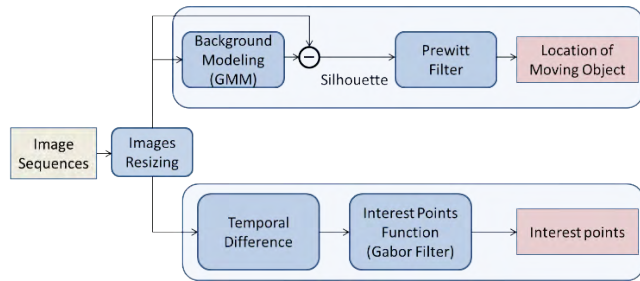 Background
Modeling
(GMM)
Silhouette
Prewitt
Filter
Location of
Moving Object
Image
Sequences
Images
Resizing
Temporal
Difference
Interest Points
Function
(Gabor Filter)
Interest points